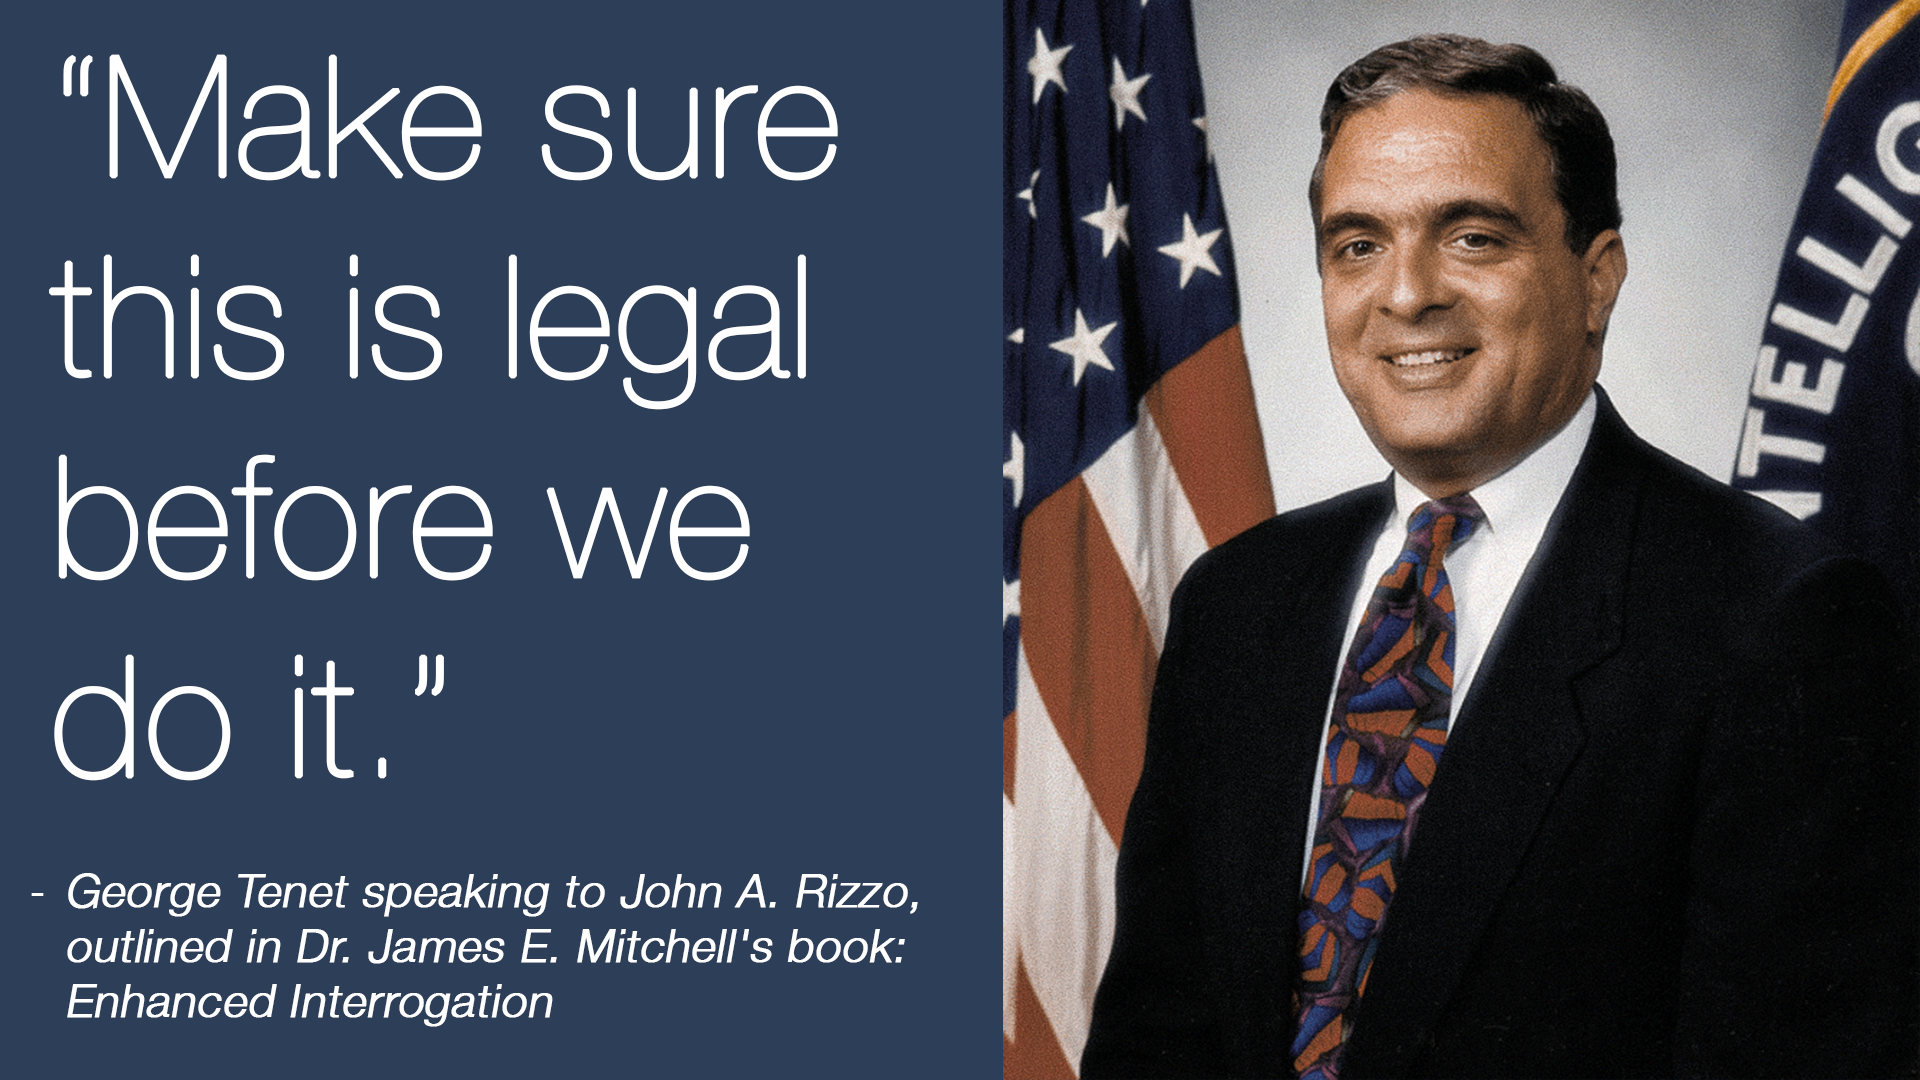 “Make sure
this is legal
before we
do it.”
- George Tenet speaking to John A. Rizzo,
outlined in Dr. James E. Mitchell's book:
Enhanced Interrogation